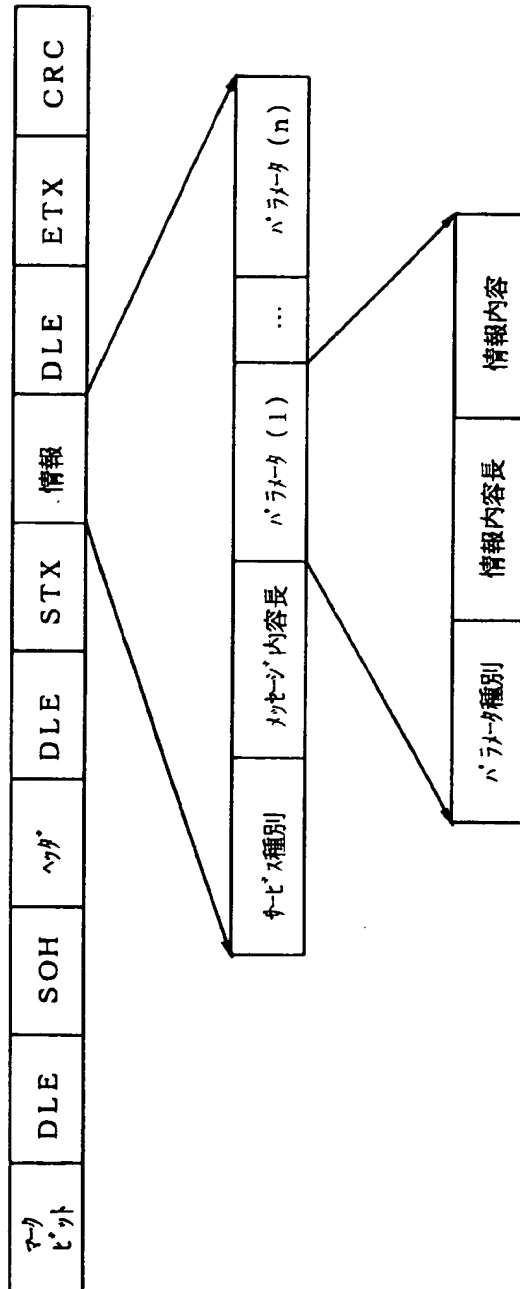 マーク
ビット
DLE
SOH
ヘッダ
DLE
STX
情報
DLE
ETX
CRC
サービス種別
メッセージ内容長
パラメータ (1)
…
パラメータ (n)
パラメータ種別
情報内容長
情報内容